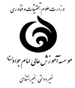 وزارت علوم تحقیقات و فناوری
موسسه آموزش عالی امام جواد (ع)
غیردولتی - غیرانتفاعی